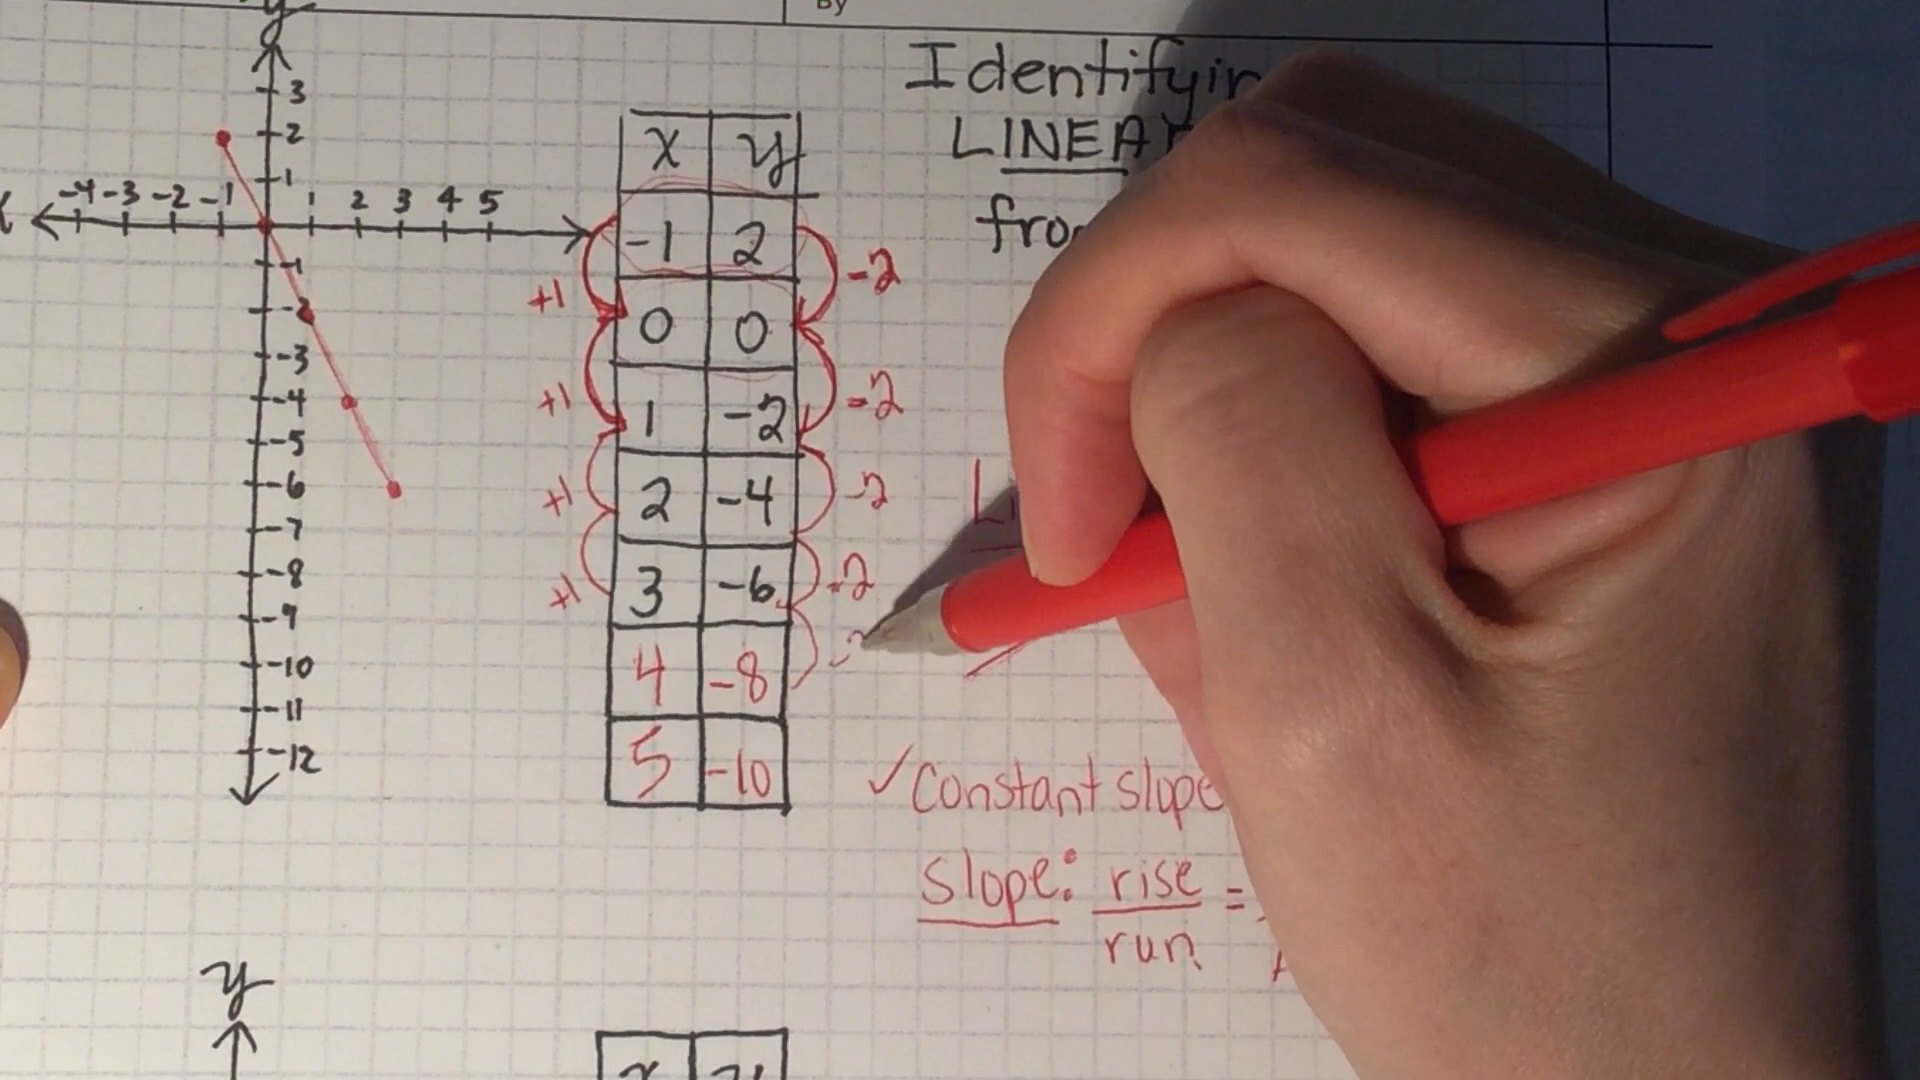 By
y
3
2
1
-4 -3 -2 -1 1 2 3 4 5
-1
-2
-3
-4
-5
-6
-7
-8
-9
-10
-11
-12
x y
-1 2
0 0
1 -2
2 -4
3 -6
4 -8
5 -10
+1
+1
+1
+1
-2
-2
-2
-2
Identifyin
LINEA
fro
L
✓ Constant slope
slope: rise =
run
y
x y